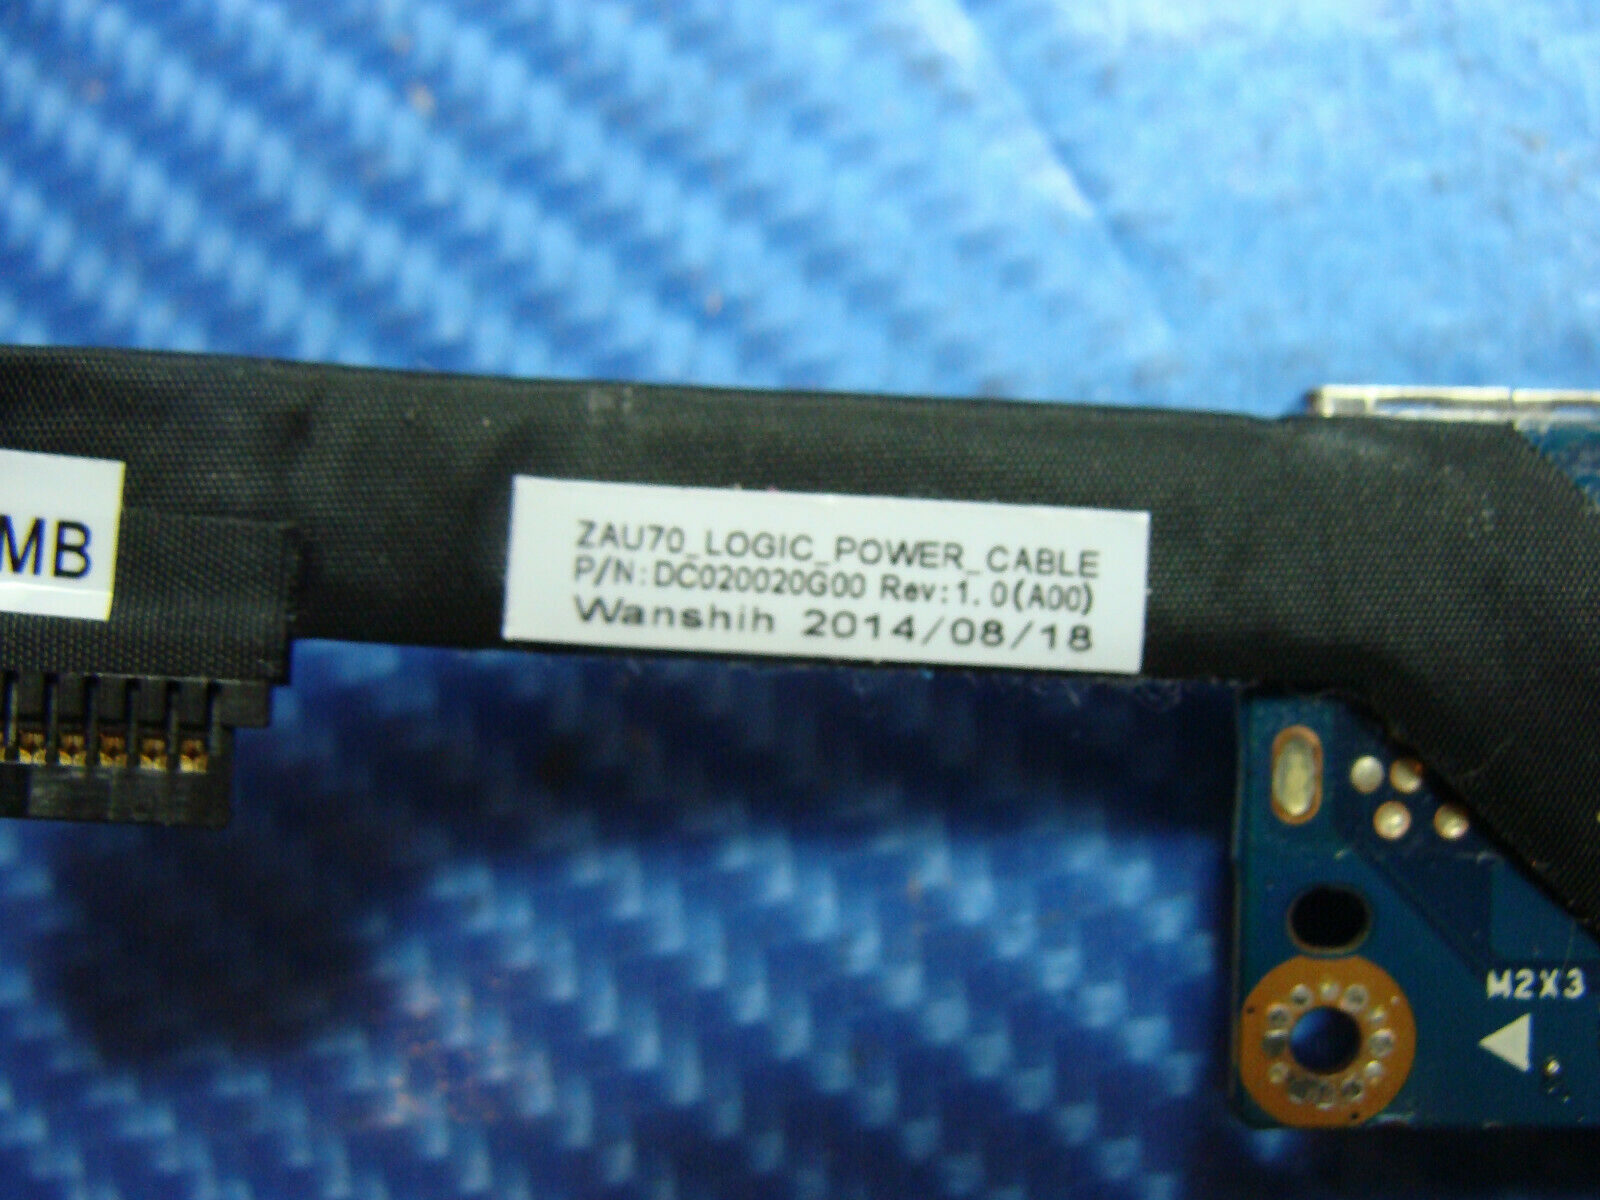 MB
ZAU70_LOGIC_POWER_CABLE
P/N:DC020020G00 Rev:1.0(A00)
Wanshih 2014/08/18
M2X3